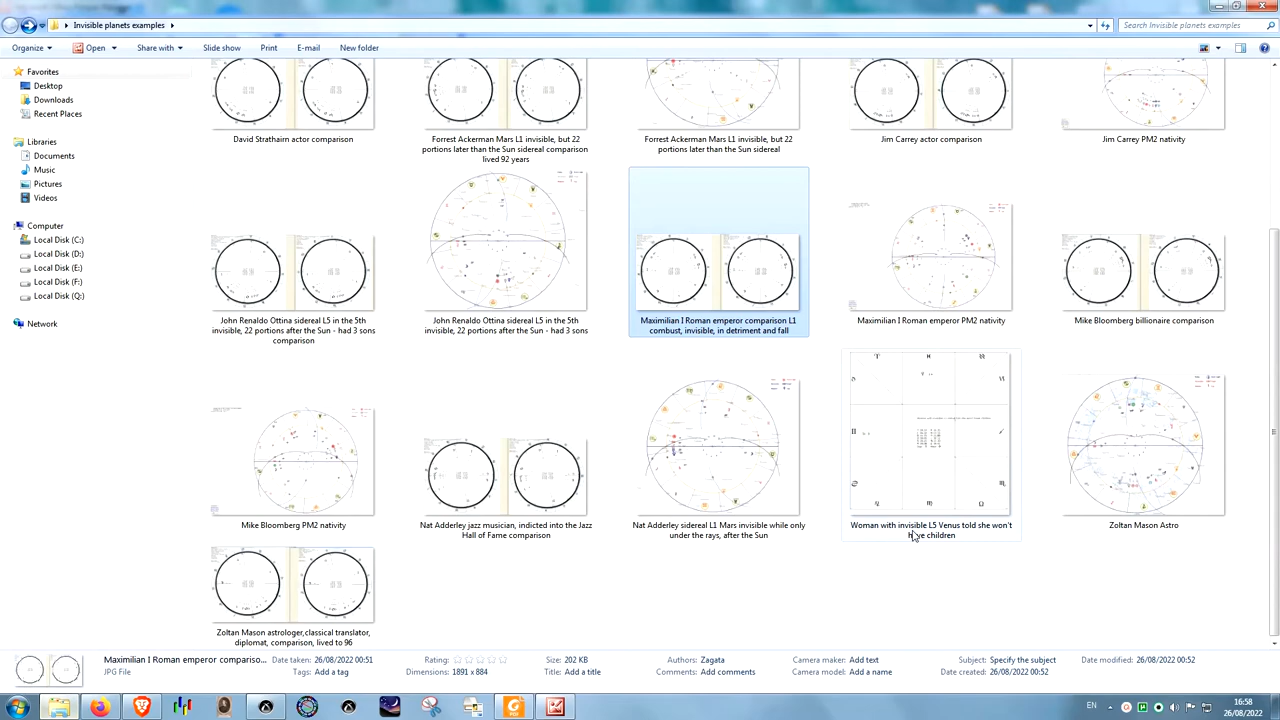 Invisible planets examples
Search Invisible planets examples
Organize
Open
Share with
Slide show
Print
E-mail
New folder
Favorites
Desktop
Downloads
Recent Places
Libraries
Documents
Music
Pictures
Videos
Computer
Local Disk (C:)
Local Disk (D:)
Local Disk (E:)
Local Disk (F:)
Local Disk (Q:)
Network
David Strathairn actor comparison
Forrest Ackerman Mars L1 invisible, but 22
portions later than the Sun sidereal comparison
lived 92 years
Forrest Ackerman Mars L1 invisible, but 22
portions later than the Sun sidereal
Jim Carrey actor comparison
Jim Carrey PM2 nativity
John Renaldo Ottina sidereal L5 in the 5th
invisible, 22 portions after the Sun - had 3 sons
comparison
John Renaldo Ottina sidereal L5 in the 5th
invisible, 22 portions after the Sun - had 3 sons
Maximilian I Roman emperor comparison L1
combust, invisible, in detriment and fall
Maximilian I Roman emperor PM2 nativity
Mike Bloomberg billionaire comparison
Mike Bloomberg PM2 nativity
Nat Adderley jazz musician, indicted into the Jazz
Hall of Fame comparison
Nat Adderley sidereal L1 Mars invisible while only
under the rays, after the Sun
Woman with invisible L5 Venus told she won't
have children
Zoltan Mason Astro
Zoltan Mason astrologer,classical translator,
diplomat, comparison, lived to 96
Maximilian I Roman emperor compariso...
JPG File
Date taken: 26/08/2022 00:51
Tags: Add a tag
Rating:
Dimensions: 1891 x 884
Size: 202 KB
Title: Add a title
Authors: Zagata
Comments: Add comments
Camera maker: Add text
Camera model: Add a name
Subject: Specify the subject
Date created: 26/08/2022 00:52
Date modified: 26/08/2022 00:52
EN
16:58
26/08/2022